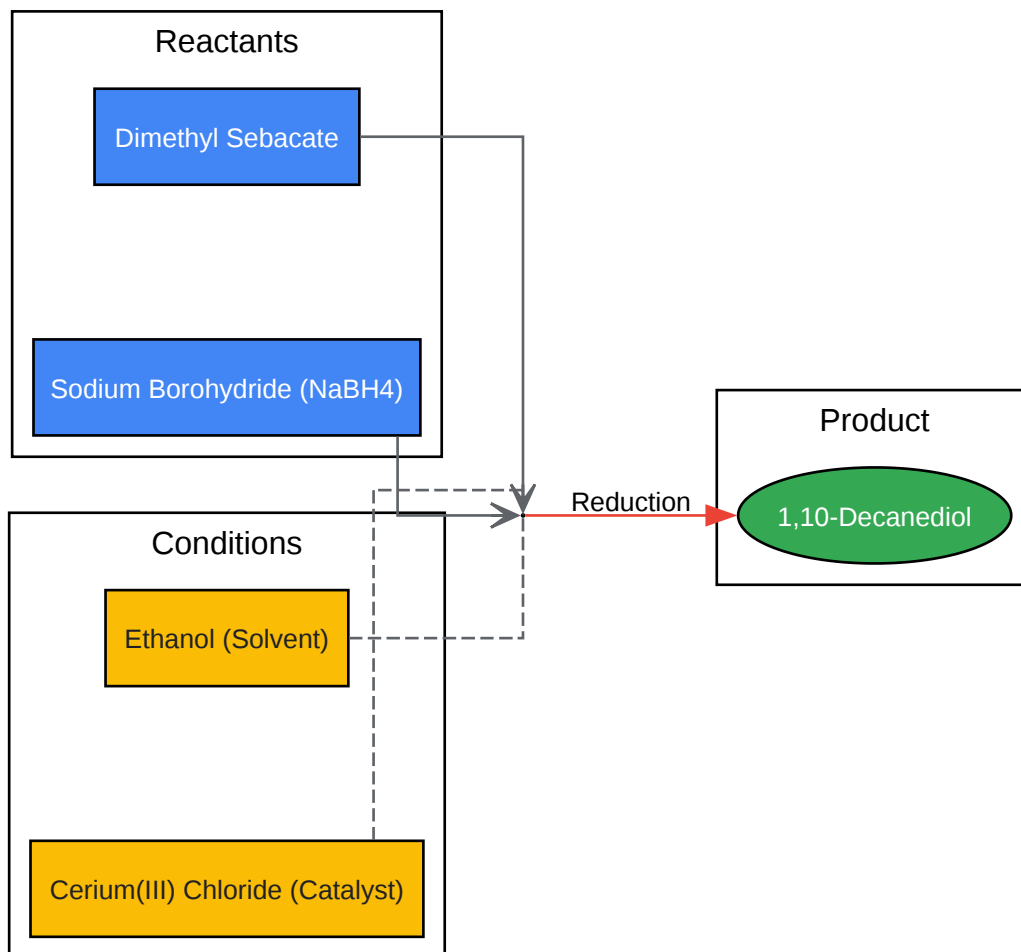 Reactants
Dimethyl Sebacate
Sodium Borohydride (NaBH4)
Conditions
Ethanol (Solvent)
Cerium(III) Chloride (Catalyst)
Reduction
Product
1,10-Decanediol